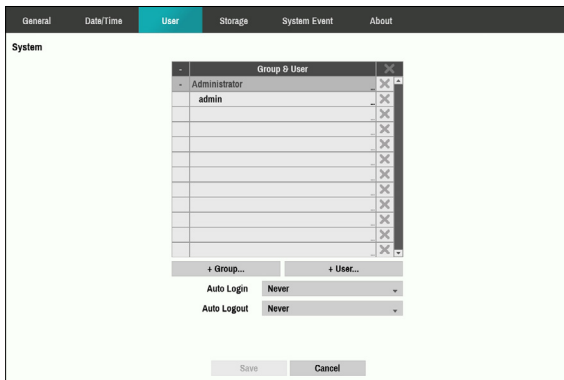 General Date/Time User Storage System Event About
System
- Group & User
- Administrator
admin
+ Group... + User...
Auto Login Never
Auto Logout Never
Save Cancel